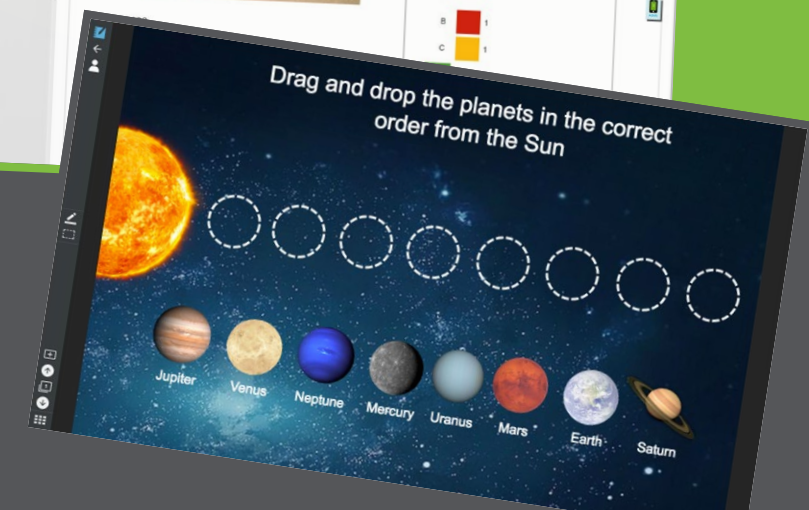 B 1
C 1
Drag and drop the planets in the correct
order from the Sun
Jupiter
Venus
Neptune
Mercury
Uranus
Mars
Earth
Saturn